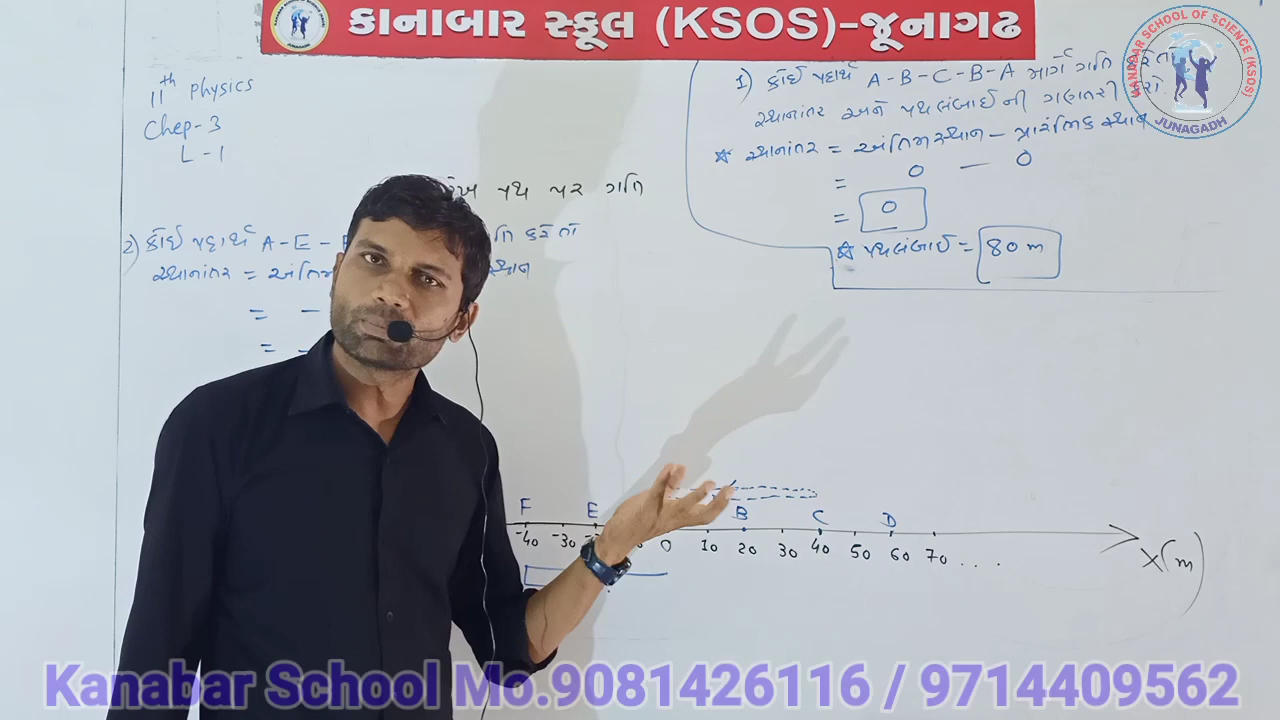 કાનાબાર સ્કૂલ (KSOS)-જૂનાગઢ
KANABAR SCHOOL OF SCIENCE (KSOS)
JUNAGADH
11th Physics
Chep-3
L-1
પથ પર ગતિ
1) કોઈ પદાર્થ A-B-C-B-A માર્ગે ગતિ
સ્થાનાંતર અને પથલંબાઈ ની ગણતરી કરો.
* સ્થાનાંતર = અંતિમસ્થાન - પ્રારંભિક સ્થાન
= 0 - 0
= 0
* પથલંબાઈ = 80 m
2) કોઈ પદાર્થ A-E- કરે તો
સ્થાનાંતર =
= -
= -
F E B C D
-40 -30 0 10 20 30 40 50 60 70 ....
X(m)
Kanabar School Mo.9081426116 / 9714409562